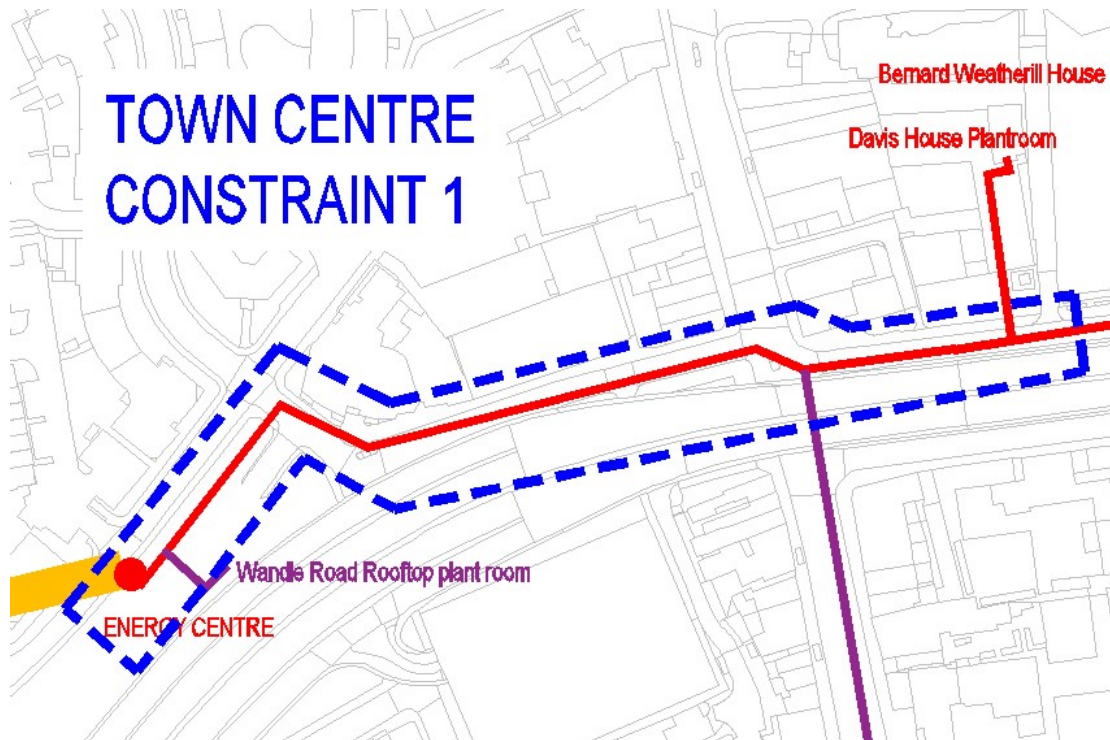 TOWN CENTRE
CONSTRAINT 1
Bernard Weatherill House
Davis House Plantroom
Wandle Road Rooftop plant room
ENERGY CENTRE